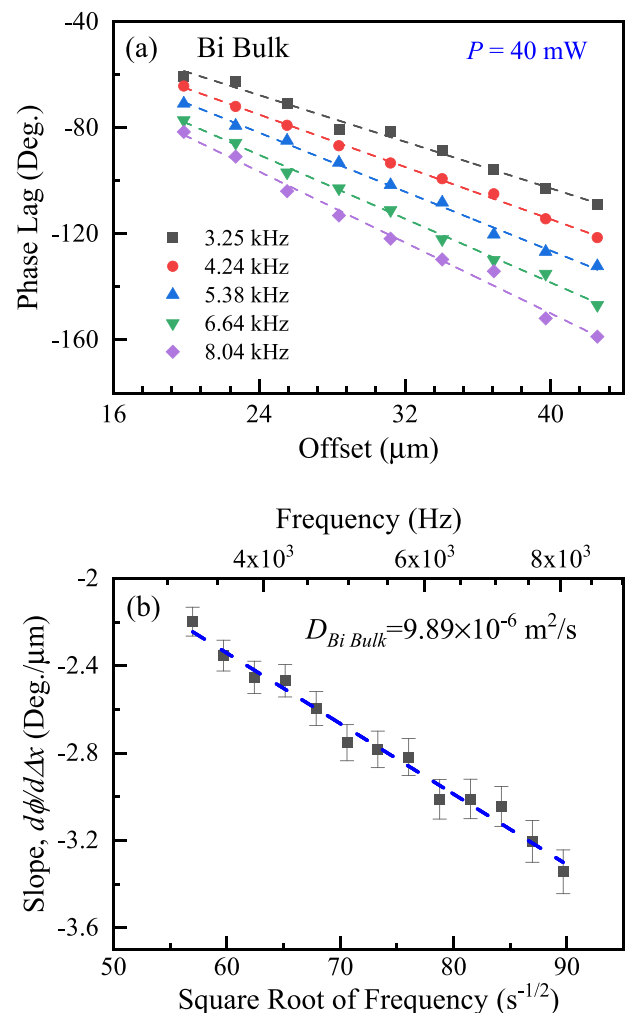 (a) Bi Bulk P = 40 mW
-40
-80
-120
-160
Phase Lag (Deg.)
3.25 kHz
4.24 kHz
5.38 kHz
6.64 kHz
8.04 kHz
16 24 32 40
Offset (μm)
Frequency (Hz)
4x10³ 6x10³ 8x10³
(b) D_Bi Bulk=9.89×10⁻⁶ m²/s
-2
-2.4
-2.8
-3.2
-3.6
Slope, dϕ/dΔx (Deg./μm)
50 60 70 80 90
Square Root of Frequency (s⁻¹ᐟ²)